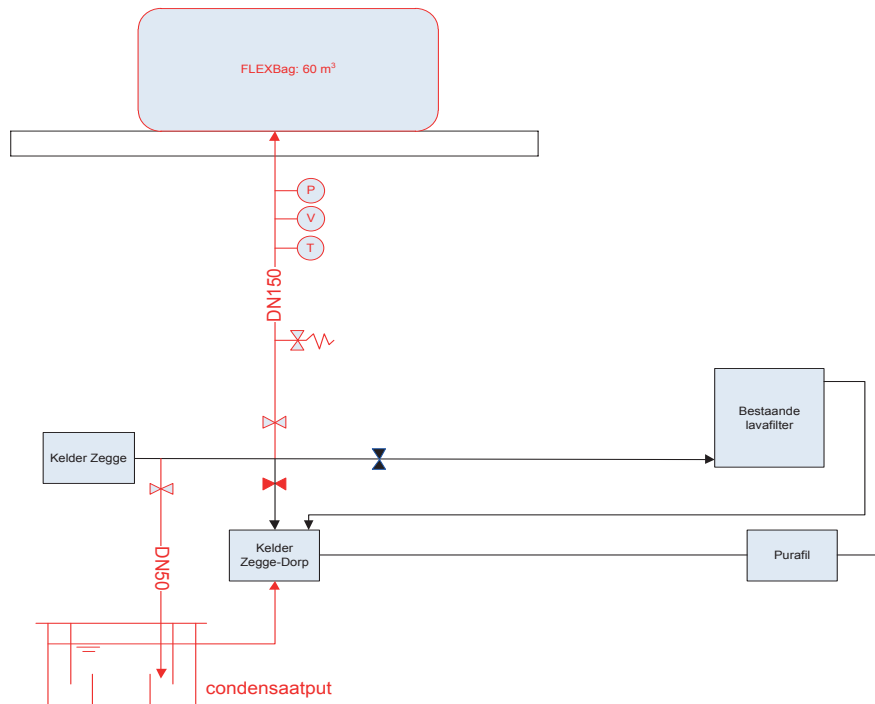 FLEXBag: 60 m³
P
V
T
DN150
Bestaande
lavafilter
Kelder Zegge
Kelder
Zegge-Dorp
Purafil
DN50
condensaatput